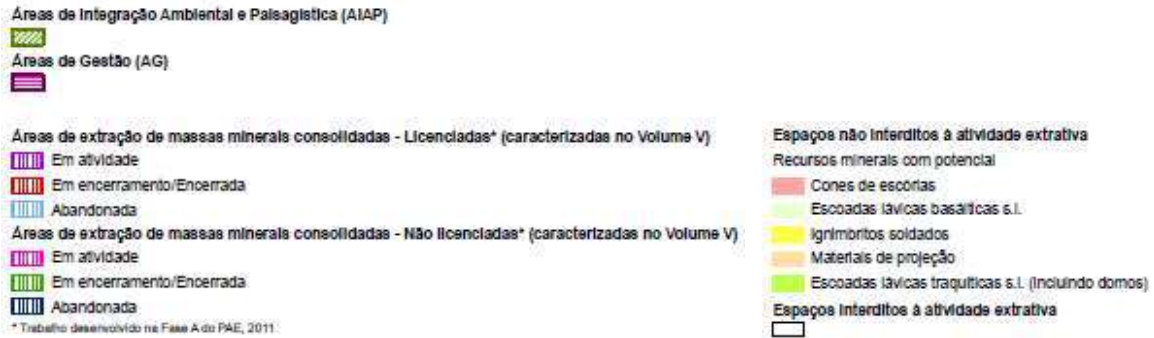 Áreas de Integração Ambiental e Paisagística (AIAP)
Áreas de Gestão (AG)
Áreas de extração de massas minerais consolidadas - Licenciadas* (caracterizadas no Volume V)
Em atividade
Em encerramento/Encerrada
Abandonada
Áreas de extração de massas minerais consolidadas - Não licenciadas* (caracterizadas no Volume V)
Em atividade
Em encerramento/Encerrada
Abandonada
* Trabalho desenvolvido na Fase A do PAE, 2011
Espaços não interditos à atividade extrativa
Recursos minerais com potencial
Cones de escórias
Escoadas lávicas basálticas s.l.
Ignimbritos soldados
Materiais de projeção
Escoadas lávicas traquíticas s.l. (incluindo domos)
Espaços interditos à atividade extrativa